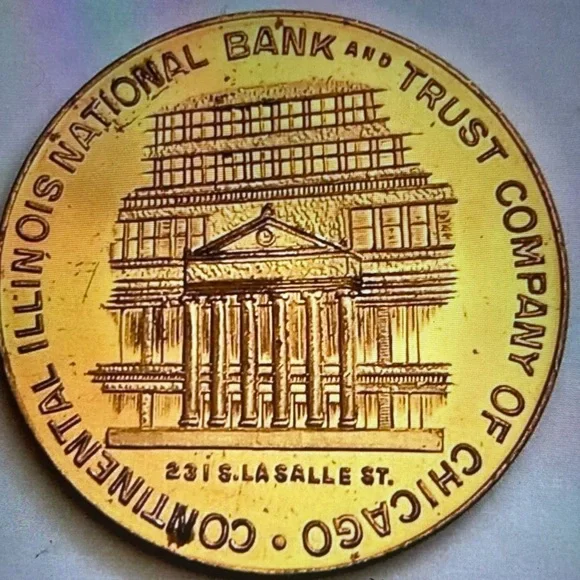 CONTINENTAL ILLINOIS NATIONAL BANK AND TRUST COMPANY OF CHICAGO •
231 S. LA SALLE ST.